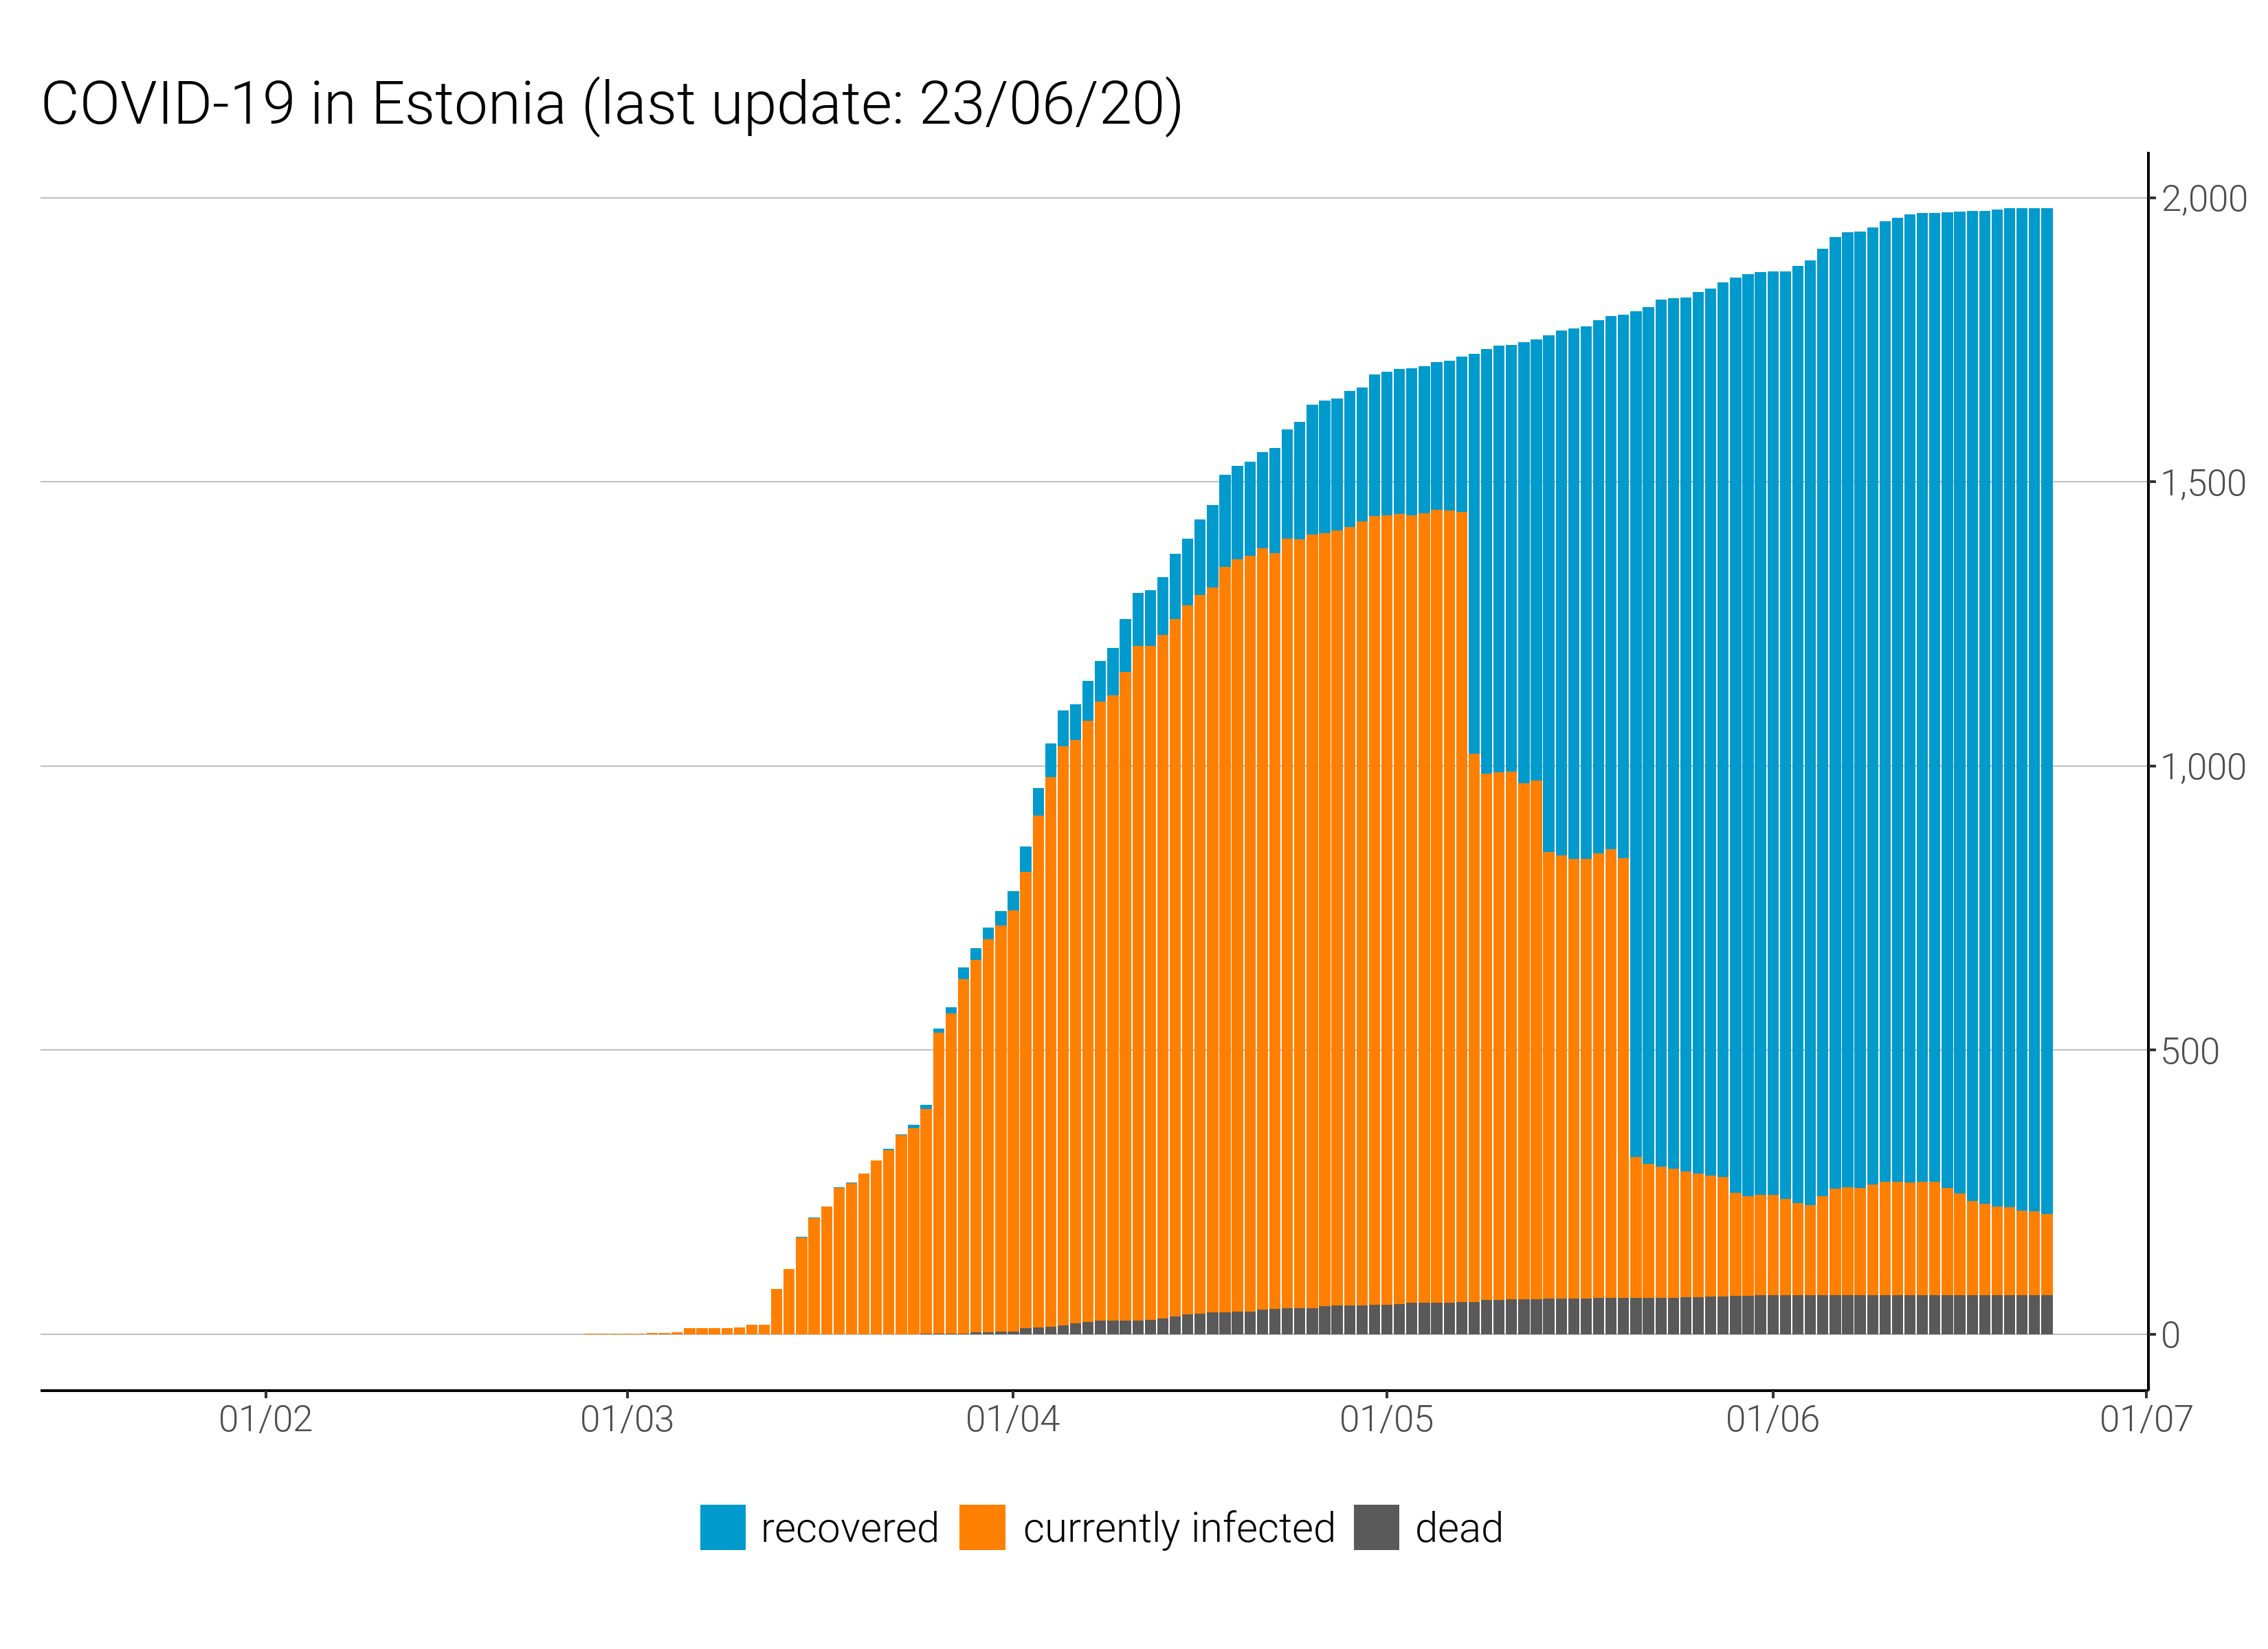 COVID-19 in Estonia (last update: 23/06/20)
2,000
1,500
1,000
500
0
01/02 01/03 01/04 01/05 01/06 01/07
recovered currently infected dead